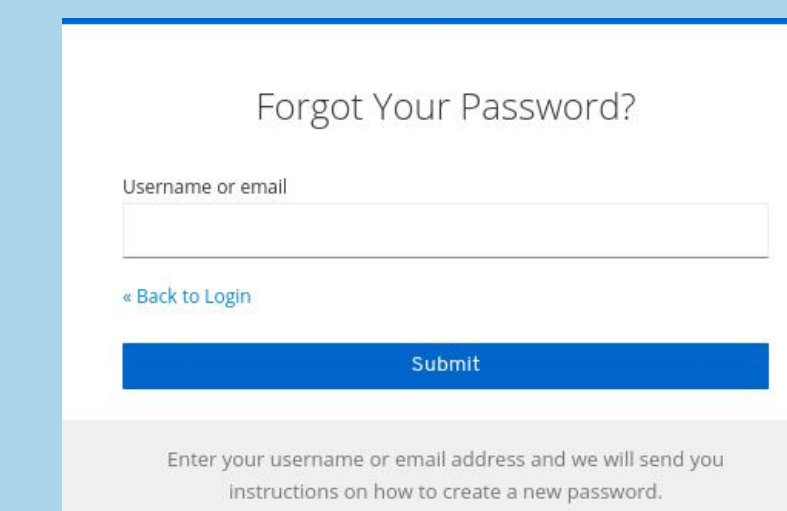 Forgot Your Password?
Username or email
« Back to Login
Submit
Enter your username or email address and we will send you
instructions on how to create a new password.